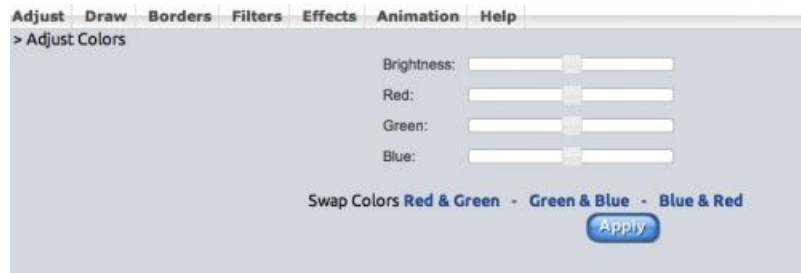 Adjust Draw Borders Filters Effects Animation Help
> Adjust Colors
Brightness:
Red:
Green:
Blue:
Swap Colors Red & Green - Green & Blue - Blue & Red
Apply